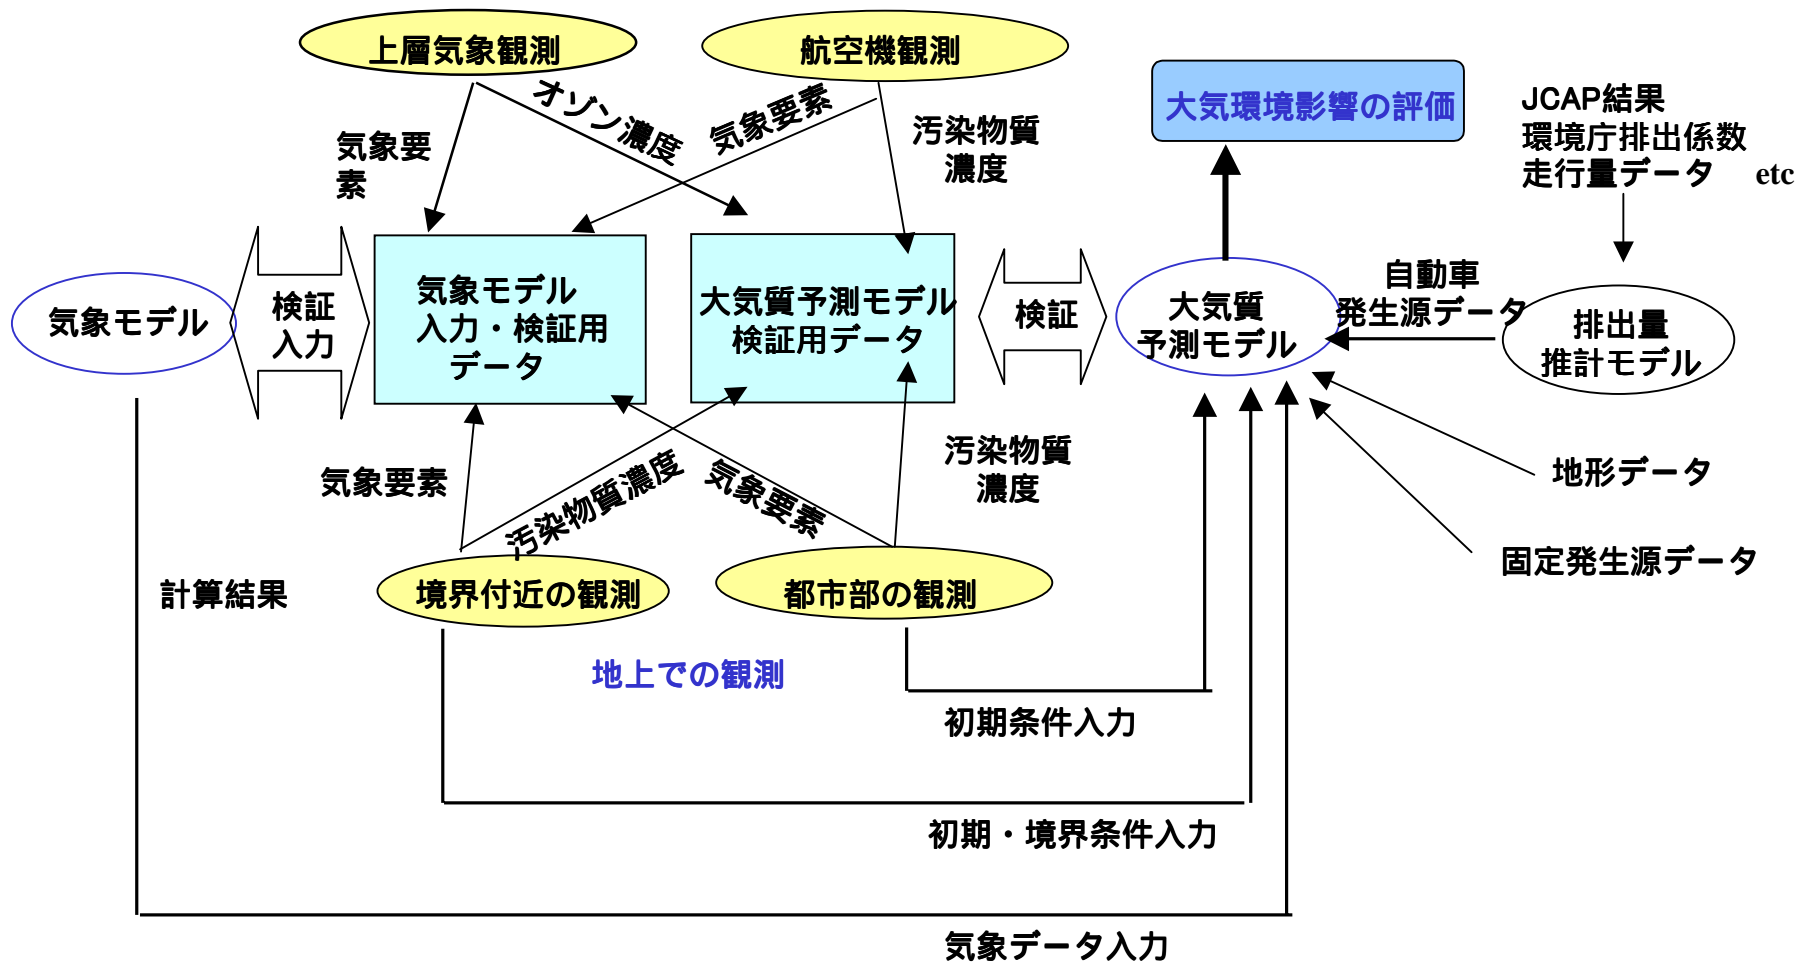 上層気象観測
航空機観測
大気環境影響の評価
JCAP結果
環境庁排出係数
走行量データ etc
オゾン濃度
気象要素
気象要
素
汚染物質
濃度
気象モデル
検証
入力
気象モデル
入力・検証用
データ
大気質予測モデル
検証用データ
検証
大気質
予測モデル
自動車
発生源データ
排出量
推計モデル
気象要素
汚染物質濃度
気象要素
汚染物質
濃度
地形データ
固定発生源データ
計算結果
境界付近の観測
都市部の観測
地上での観測
初期条件入力
初期・境界条件入力
気象データ入力